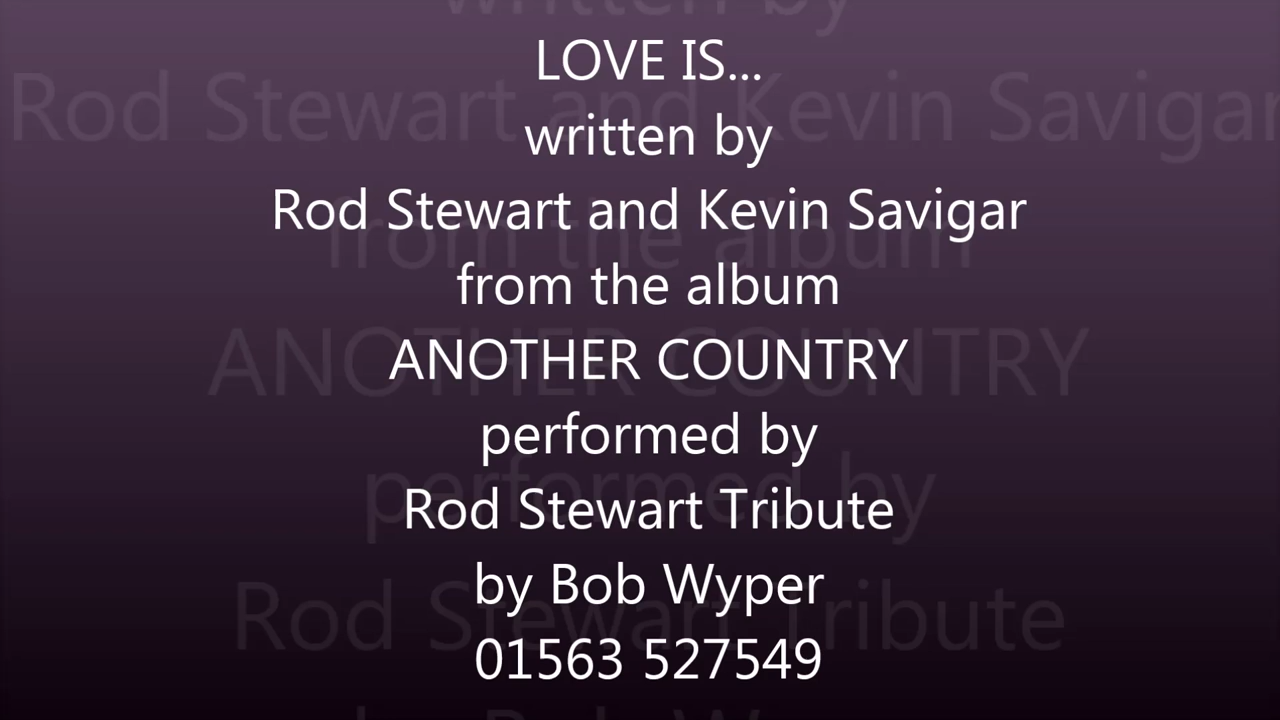 LOVE IS...
written by
Rod Stewart and Kevin Savigar
from the album
ANOTHER COUNTRY
performed by
Rod Stewart Tribute
by Bob Wyper
01563 527549